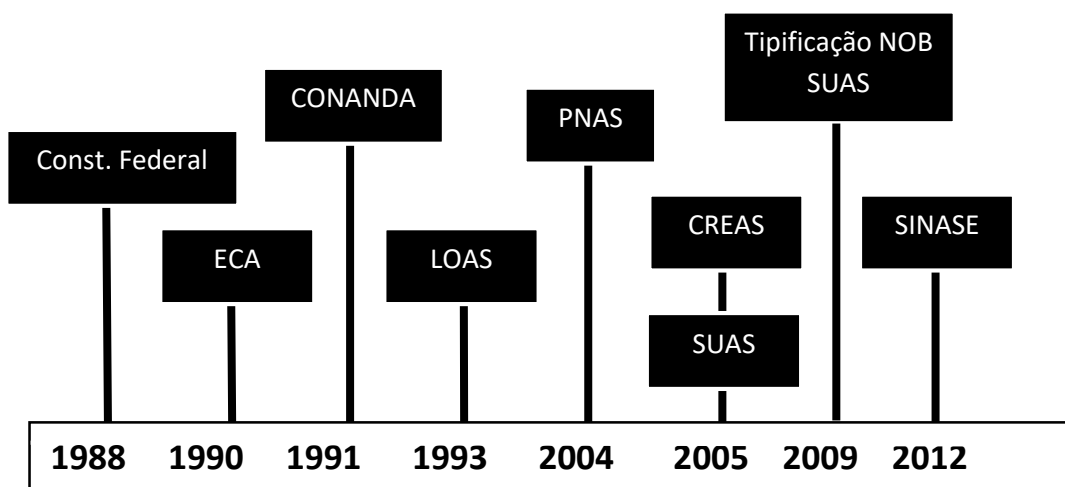 Tipificação NOB
SUAS
CONANDA
PNAS
Const. Federal
CREAS
SINASE
ECA
LOAS
SUAS
1988 1990 1991 1993 2004 2005 2009 2012